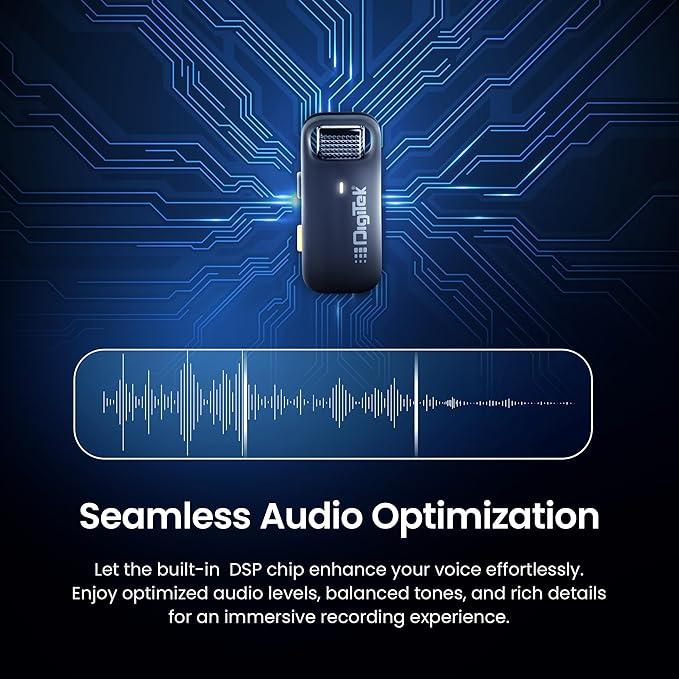 DigiTek®
Seamless Audio Optimization
Let the built-in DSP chip enhance your voice effortlessly.
Enjoy optimized audio levels, balanced tones, and rich details
for an immersive recording experience.